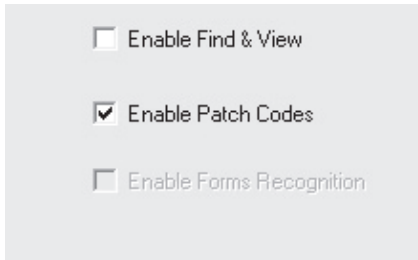 Enable Find & View
Enable Patch Codes
Enable Forms Recognition